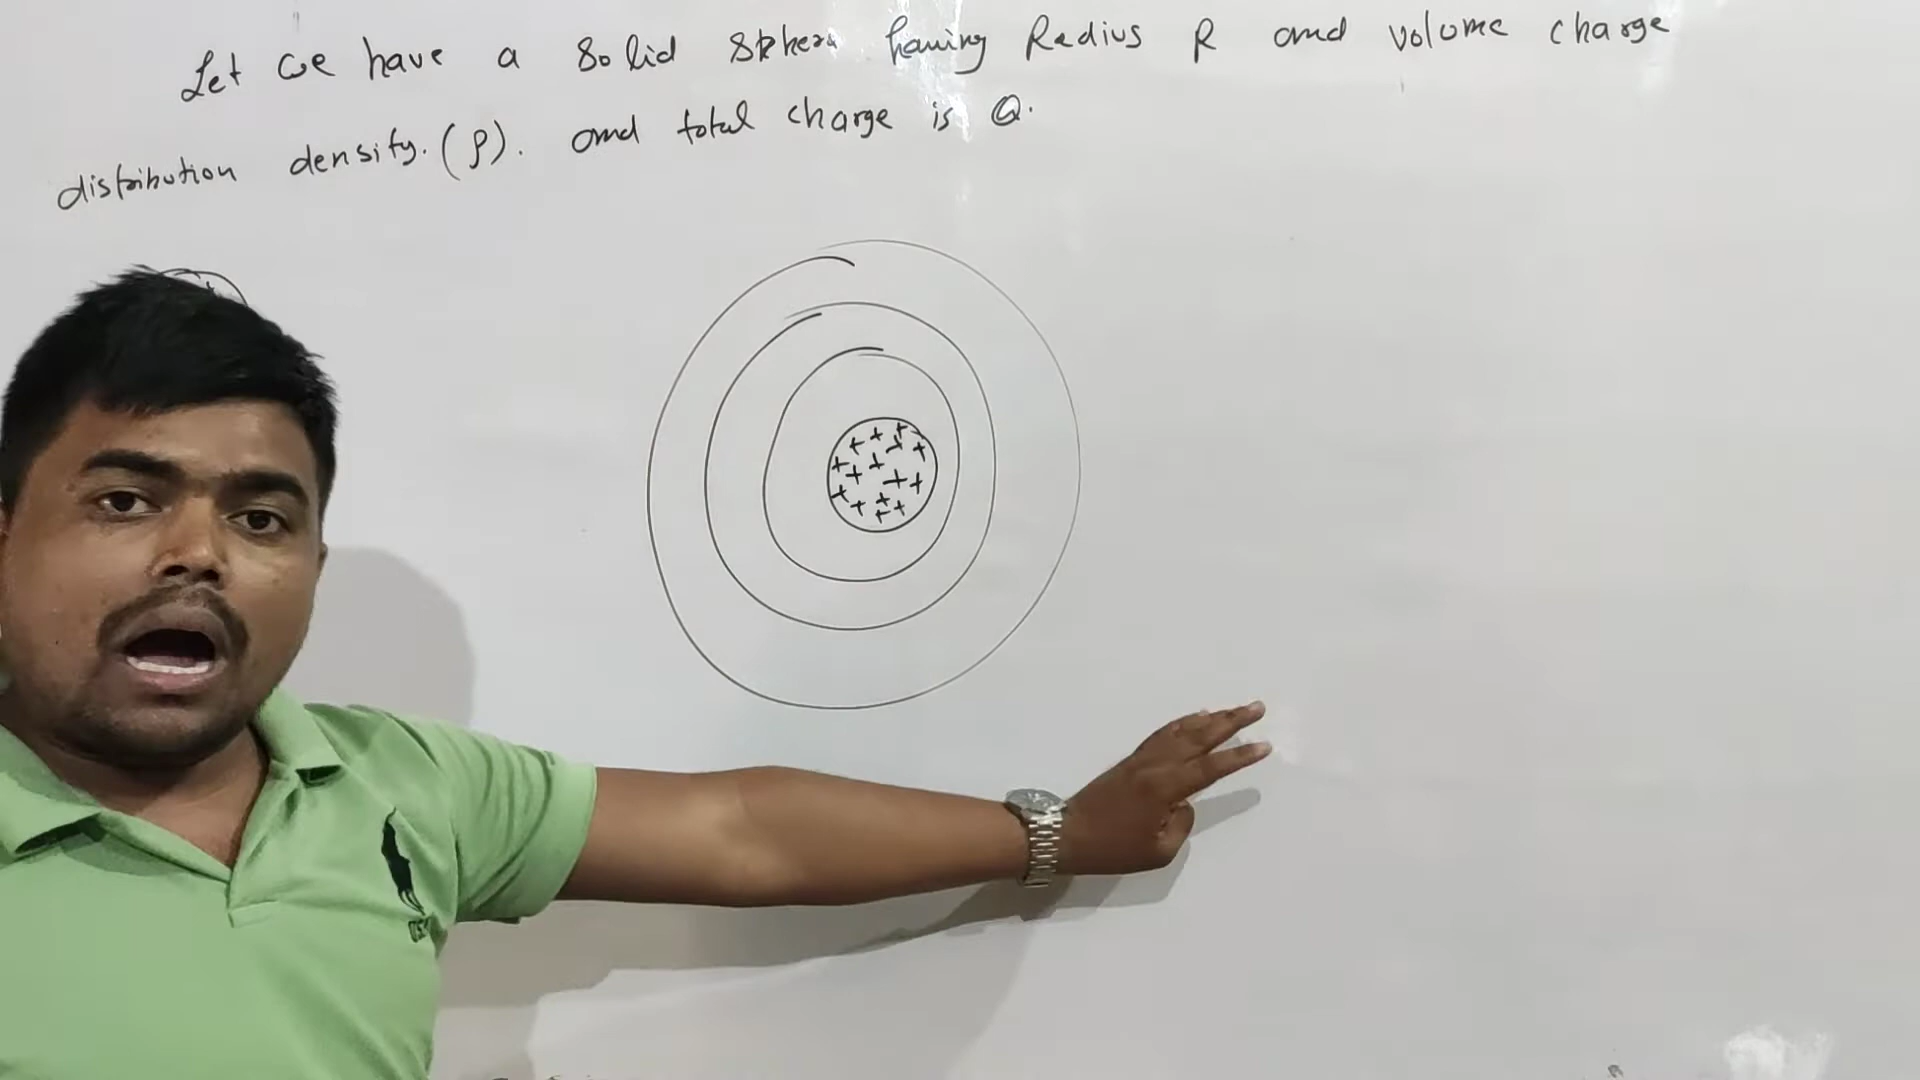 Let we have a Solid Sphere having Radius R and volume charge
distribution density. (ρ). and total charge is Q.